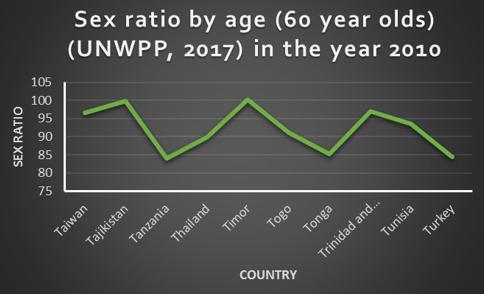 Sex ratio by age (60 year olds)
(UNWPP, 2017) in the year 2010
105
100
95
90
85
80
75
SEX RATIO
Taiwan
Tajikistan
Tanzania
Thailand
Timor
Togo
Tonga
Trinidad and...
Tunisia
Turkey
COUNTRY